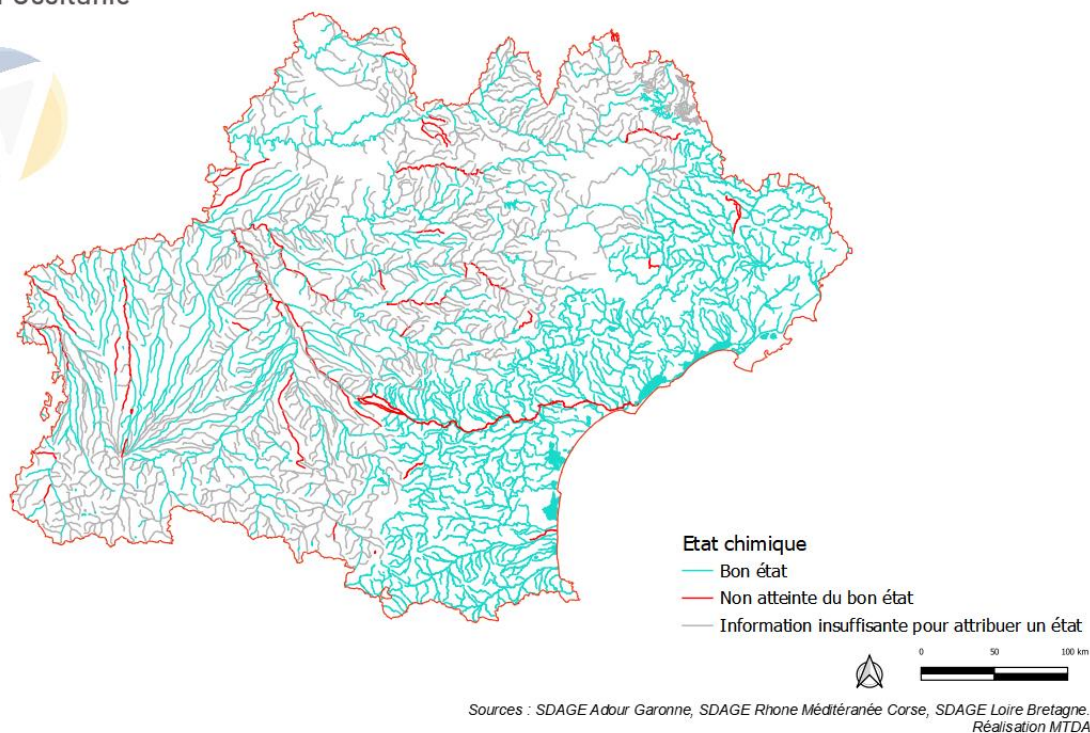 Occitanie
Etat chimique
Bon état
Non atteinte du bon état
Information insuffisante pour attribuer un état
0 50 100 km
Sources : SDAGE Adour Garonne, SDAGE Rhone Méditéranée Corse, SDAGE Loire Bretagne.
Réalisation MTDA